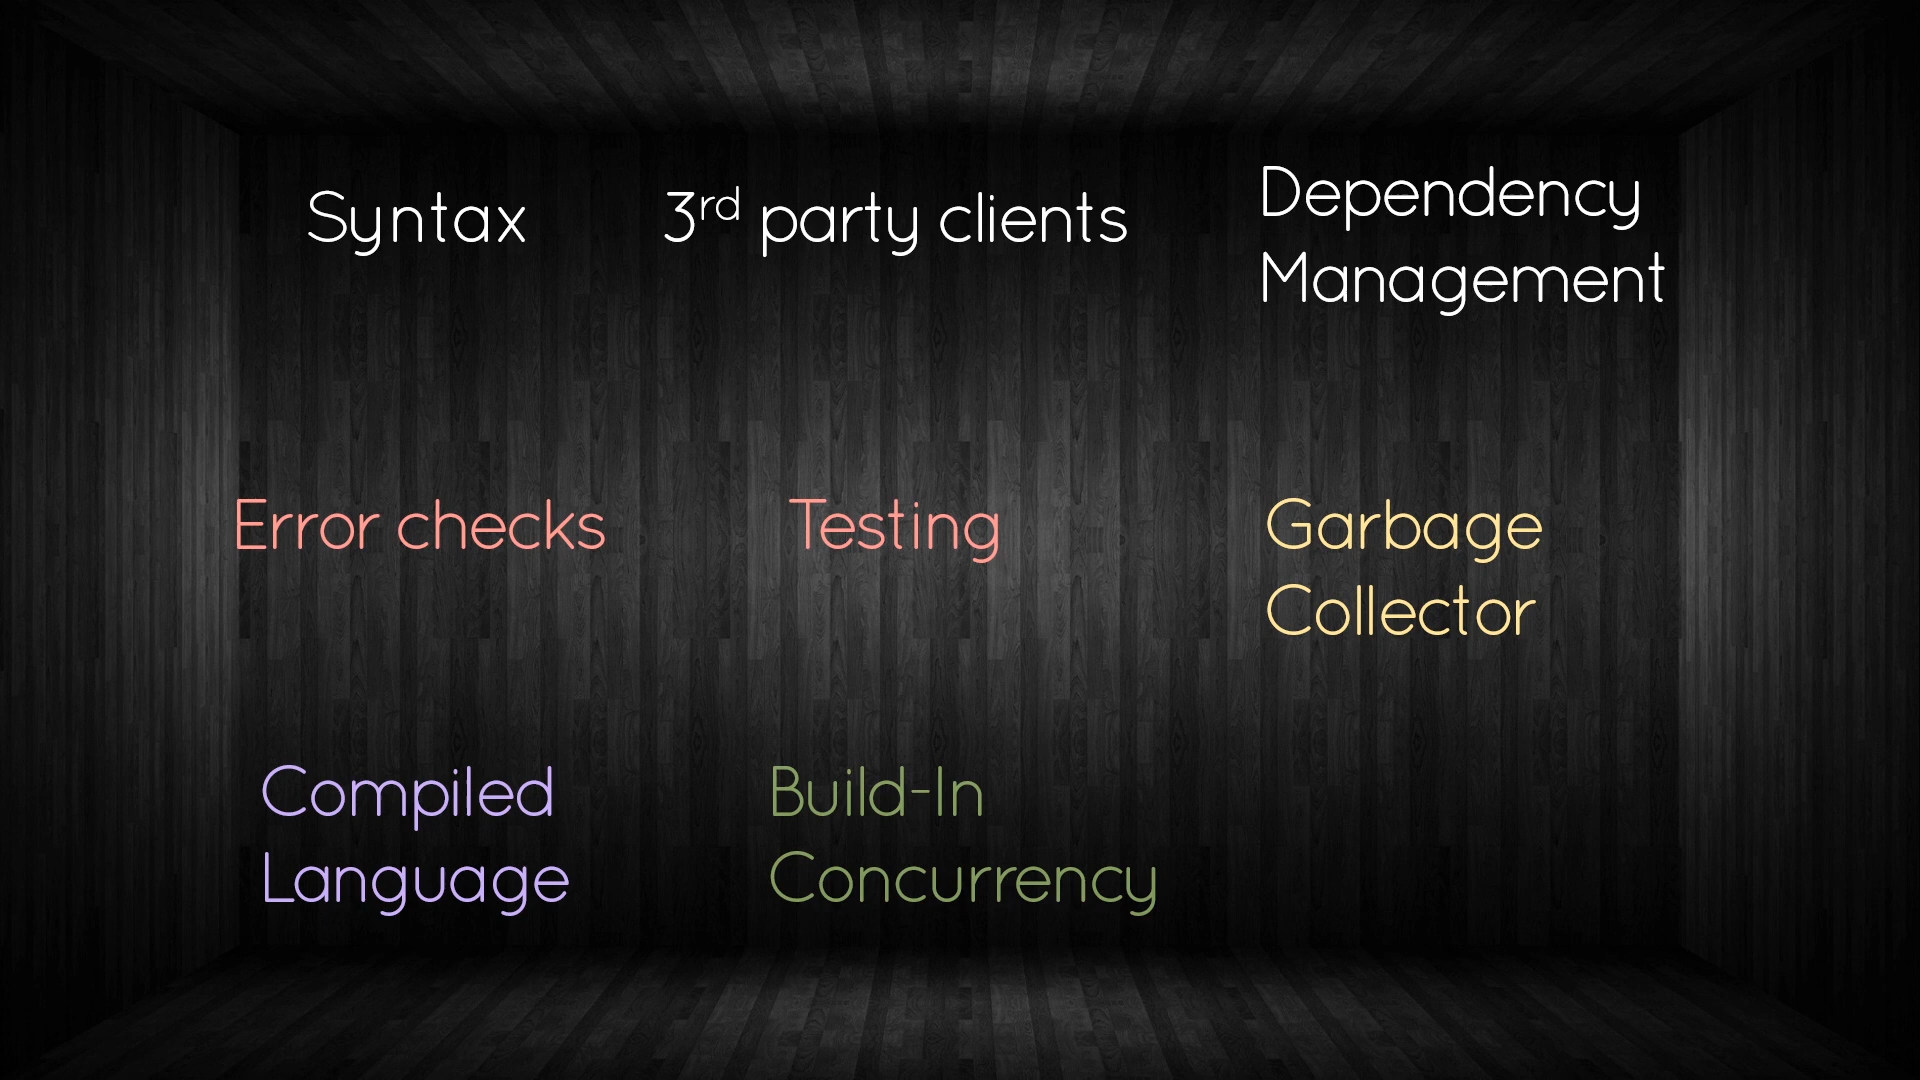 Syntax
3rd party clients
Dependency
Management
Error checks
Testing
Garbage
Collector
Compiled
Language
Build-In
Concurrency